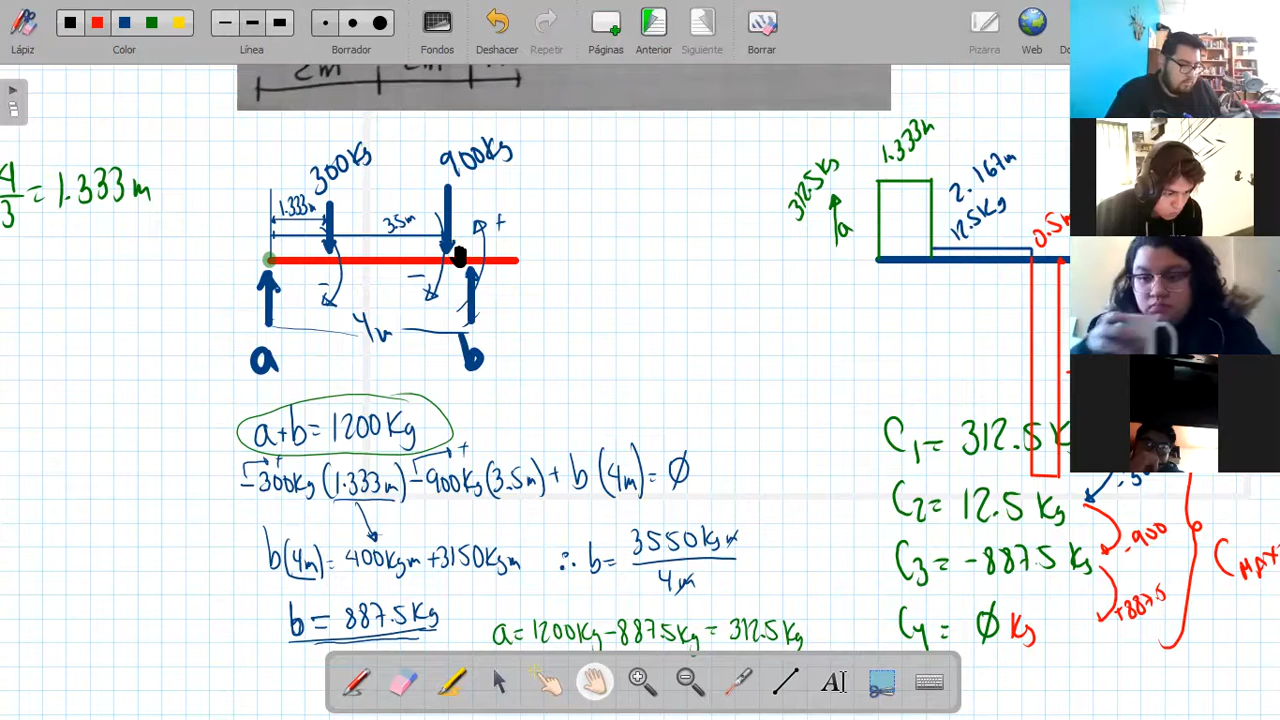 Lápiz
Color
Línea
Borrador
Fondos
Deshacer
Repetir
Páginas
Anterior
Siguiente
Borrar
Pizarra
Web
4/3 = 1.333 m
300Kg
900Kg
1.333m
3.5m
+
-
-
4m
a
b
a+b= 1200 Kg
-300Kg (1.333m) -900Kg (3.5m) + b (4m) = Ø
b(4m)= 400Kgm +3150Kgm ∴ b= 3550Kgm / 4m
b = 887.5Kg
a= 1200Kg -887.5Kg = 312.5Kg
312.5Kg
a
1.333m
2.167m
12.5Kg
0.5m
C1= 312.5 K
C2= 12.5 Kg
-900
C3= -887.5 Kg
+887.5
C4= Ø Kg
CMAX=